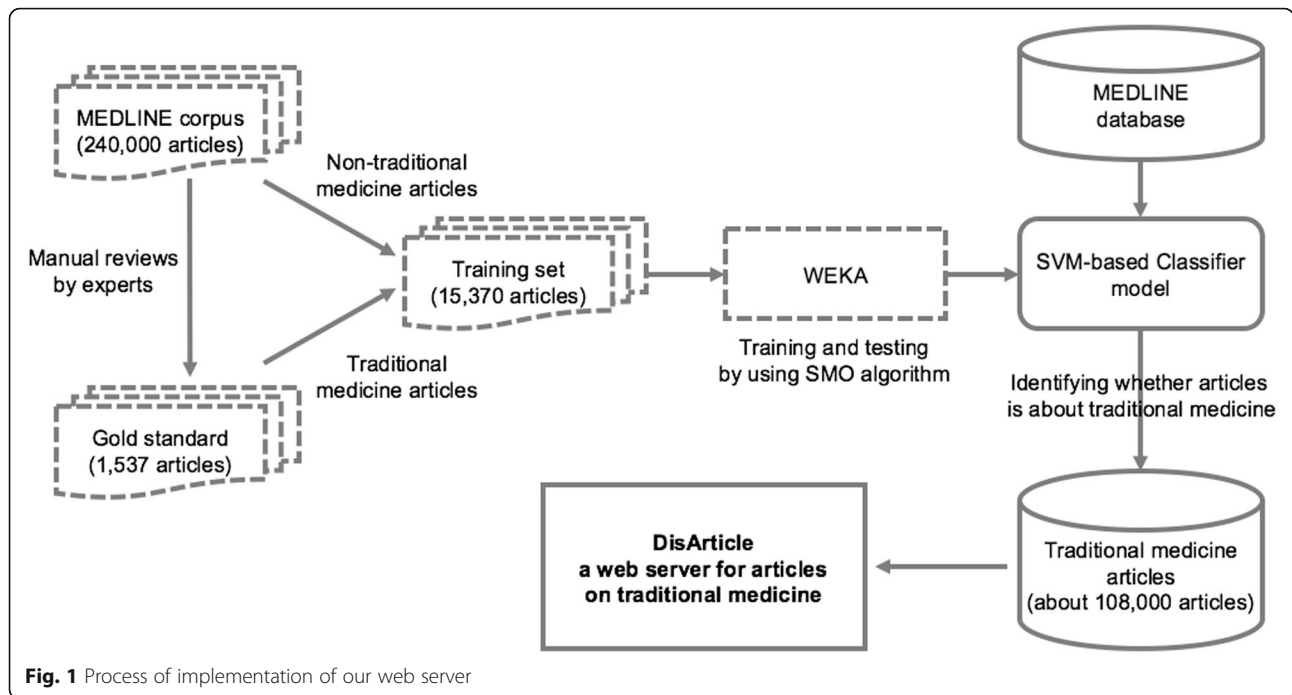 MEDLINE corpus
(240,000 articles)
Non-traditional
medicine articles
Manual reviews
by experts
Training set
(15,370 articles)
Traditional
medicine articles
Gold standard
(1,537 articles)
WEKA
Training and testing
by using SMO algorithm
MEDLINE
database
SVM-based Classifier
model
Identifying whether articles
is about traditional medicine
Traditional medicine
articles
(about 108,000 articles)
DisArticle
a web server for articles
on traditional medicine
Fig. 1 Process of implementation of our web server